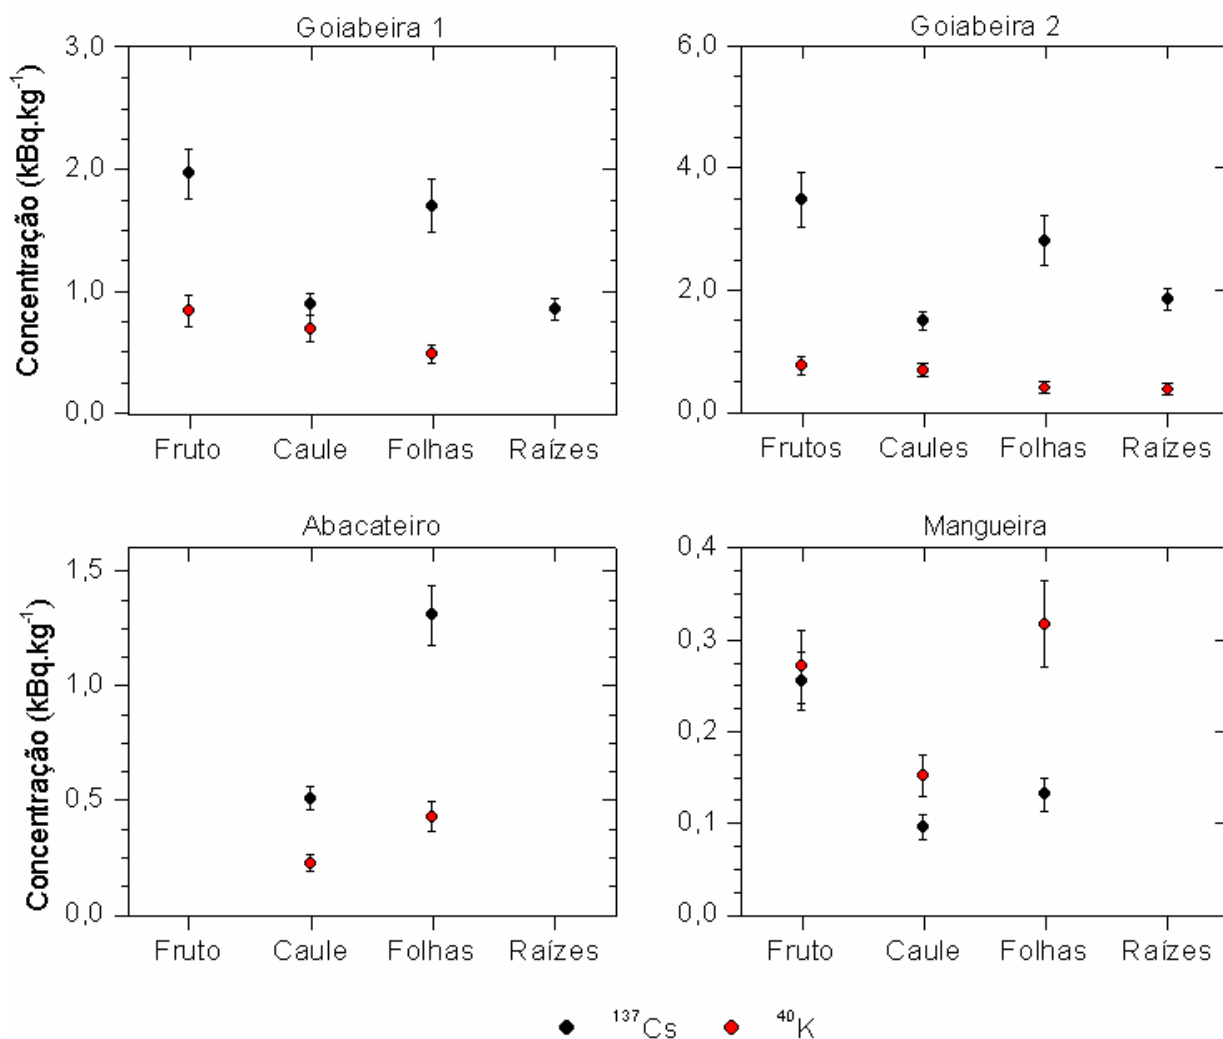 Goiabeira 1
Concentração (kBq.kg⁻¹)
3,0
2,0
1,0
0,0
Fruto Caule Folhas Raízes
Goiabeira 2
6,0
4,0
2,0
0,0
Frutos Caules Folhas Raízes
Abacateiro
Concentração (kBq.kg⁻¹)
1,5
1,0
0,5
0,0
Fruto Caule Folhas Raízes
Mangueira
0,4
0,3
0,2
0,1
0,0
Fruto Caule Folhas Raízes
¹³⁷Cs ⁴⁰K